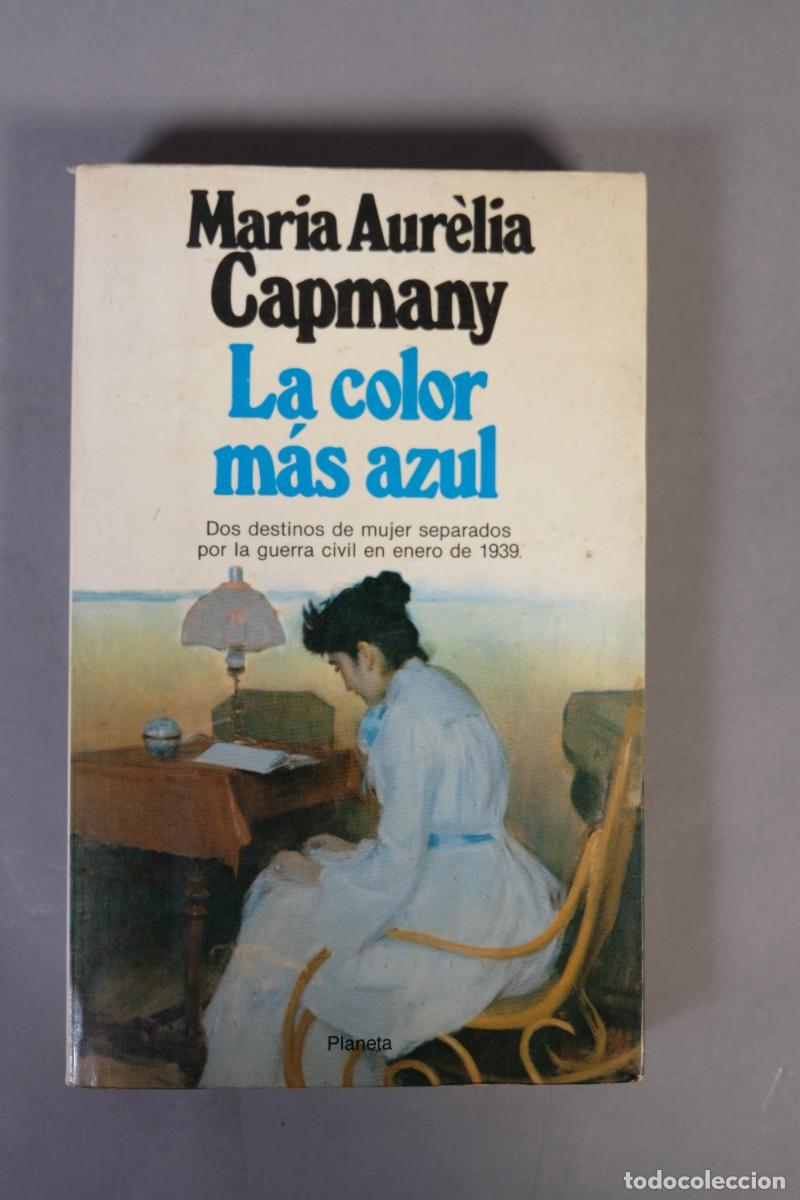 Maria Aurèlia
Capmany
La color
más azul
Dos destinos de mujer separados
por la guerra civil en enero de 1939.
Planeta
todocoleccion